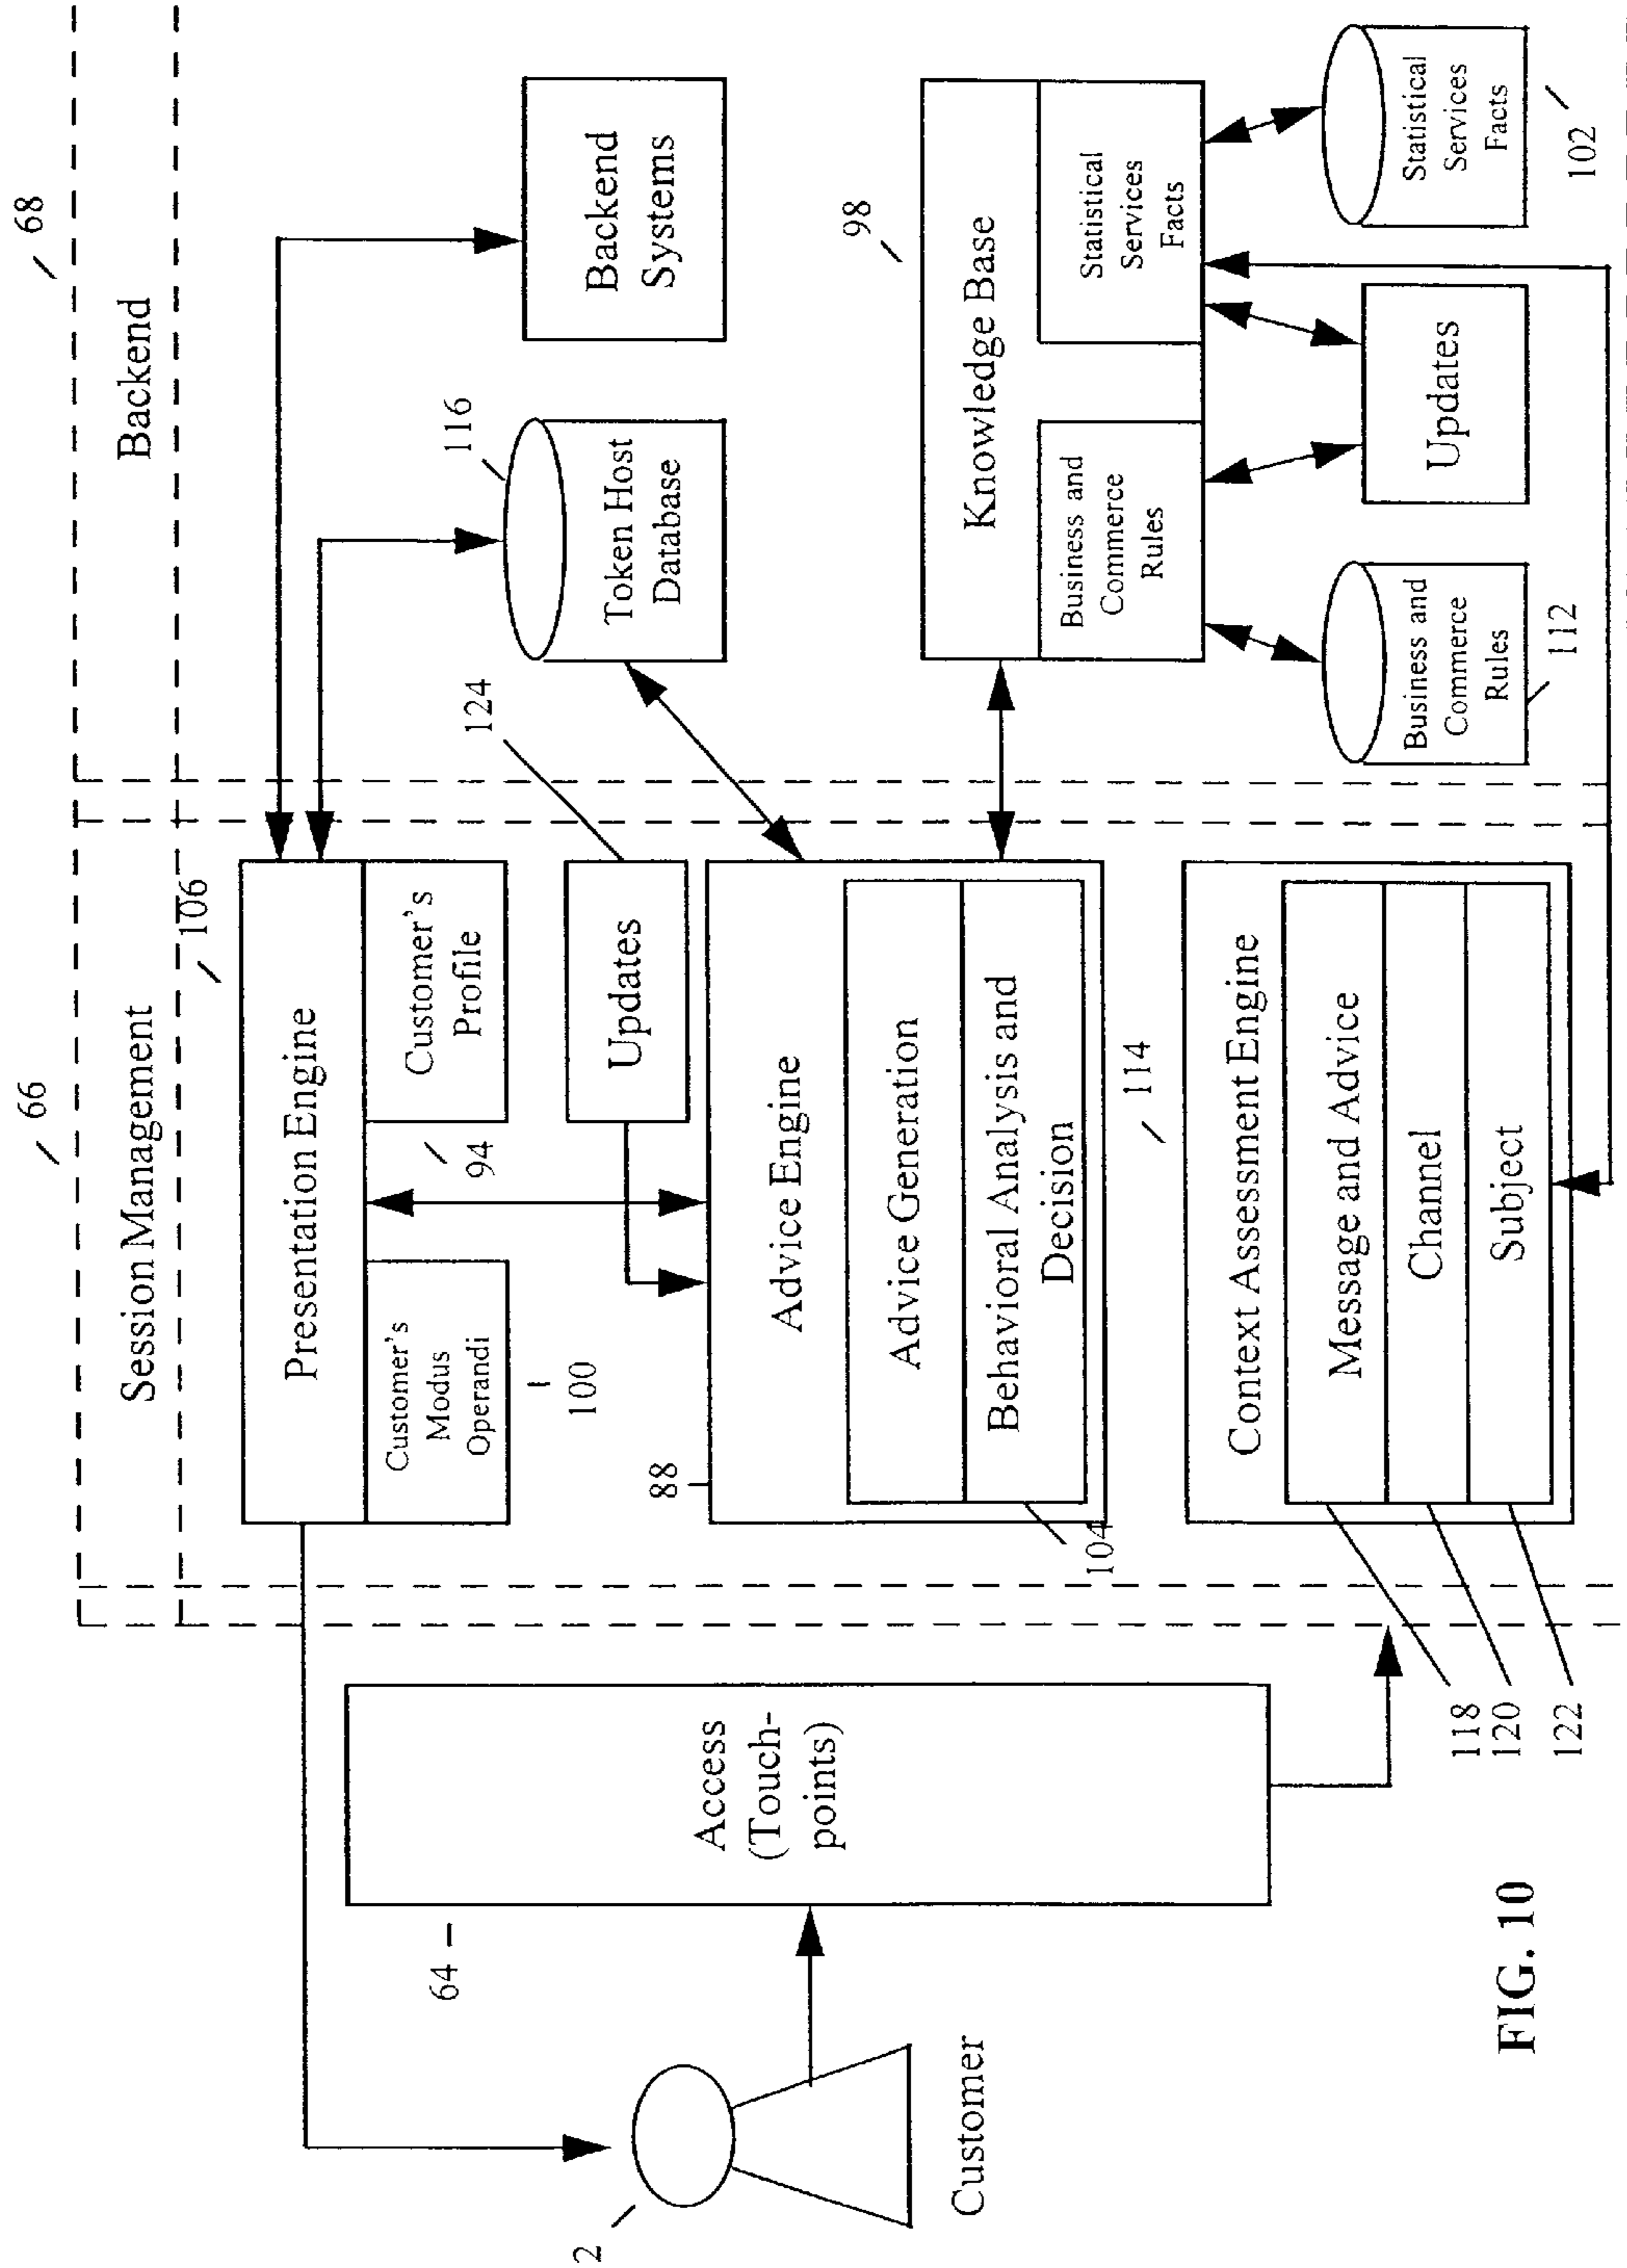 66
68
Session Management
Backend
106
Presentation Engine
Customer's
Modus
Operandi
Customer's
Profile
94
100
Updates
124
116
Token Host
Database
Backend
Systems
64
Access
(Touch-
points)
2
Customer
88
Advice Engine
Advice Generation
Behavioral Analysis and
Decision
104
98
Knowledge Base
Business and
Commerce
Rules
Statistical
Services
Facts
114
Context Assessment Engine
Message and Advice
Channel
Subject
118
120
122
Business and
Commerce
Rules
112
Updates
Statistical
Services
Facts
102
FIG. 10